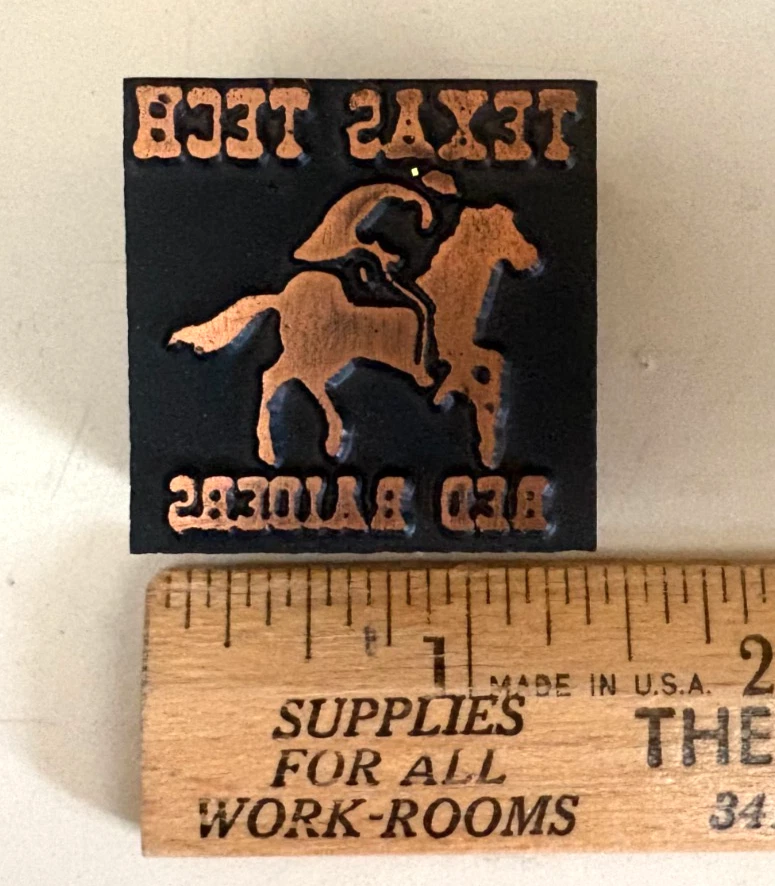 TEXAS TECH
RED RAIDERS
1 2
MADE IN U.S.A.
SUPPLIES
FOR ALL
WORK-ROOMS
THE
34